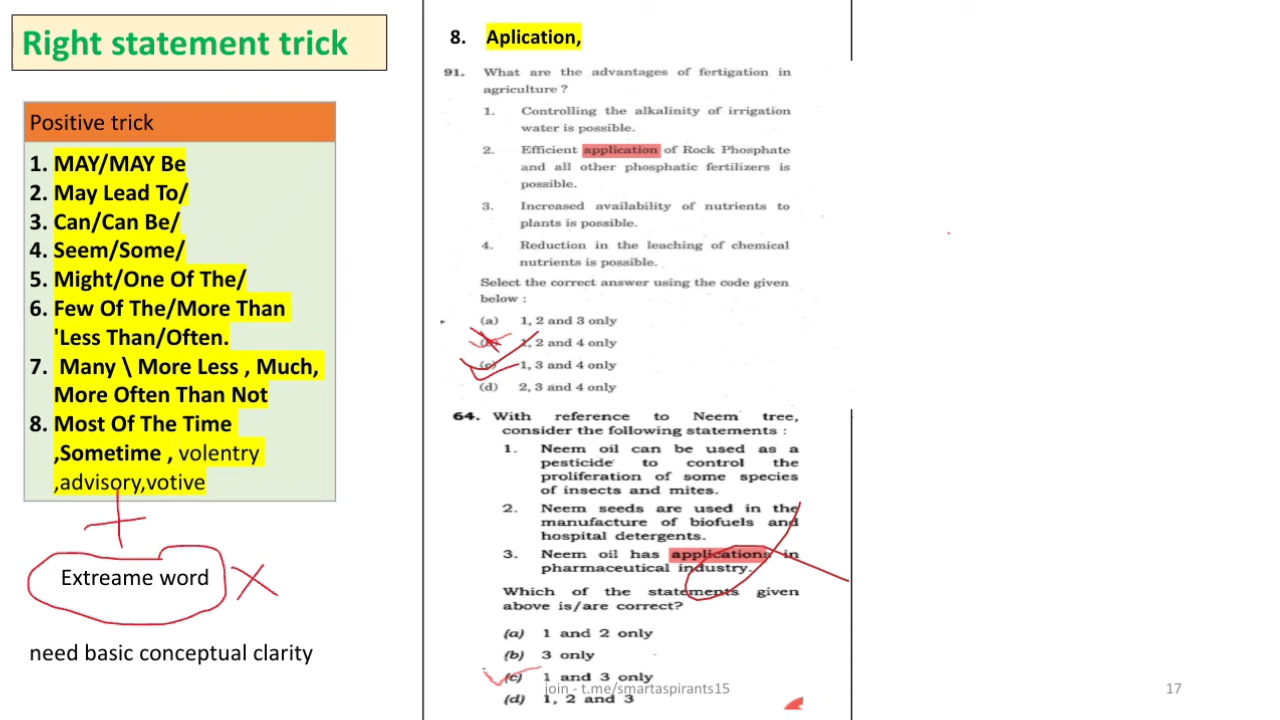 Right statement trick
Positive trick
1. MAY/MAY Be
2. May Lead To/
3. Can/Can Be/
4. Seem/Some/
5. Might/One Of The/
6. Few Of The/More Than
'Less Than/Often.
7. Many \ More Less , Much,
More Often Than Not
8. Most Of The Time
,Sometime , volentry
,advisory,votive
Extreame word
need basic conceptual clarity
8. Aplication,
91. What are the advantages of fertigation in
agriculture ?
1. Controlling the alkalinity of irrigation
water is possible.
2. Efficient application of Rock Phosphate
and all other phosphatic fertilizers is
possible.
3. Increased availability of nutrients to
plants is possible.
4. Reduction in the leaching of chemical
nutrients is possible.
Select the correct answer using the code given
below :
(a) 1, 2 and 3 only
1, 2 and 4 only
(c) 1, 3 and 4 only
(d) 2, 3 and 4 only
64. With reference to Neem tree,
consider the following statements :
1. Neem oil can be used as a
pesticide to control the
proliferation of some species
of insects and mites.
2. Neem seeds are used in the
manufacture of biofuels and
hospital detergents.
3. Neem oil has applications in
pharmaceutical industry.
Which of the statements given
above is/are correct?
(a) 1 and 2 only
(b) 3 only
(c) 1 and 3 only
join - t.me/smartaspirants15
(d) 1, 2 and 3
17